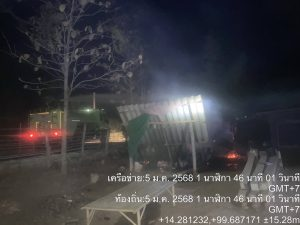 เครือข่าย:5 ม.ค. 2568 1 นาฬิกา 46 นาที 01 วินาที
GMT+7
ท้องถิ่น:5 ม.ค. 2568 1 นาฬิกา 46 นาที 01 วินาที
GMT+7
+14.281232,+99.687171 ±15.28m